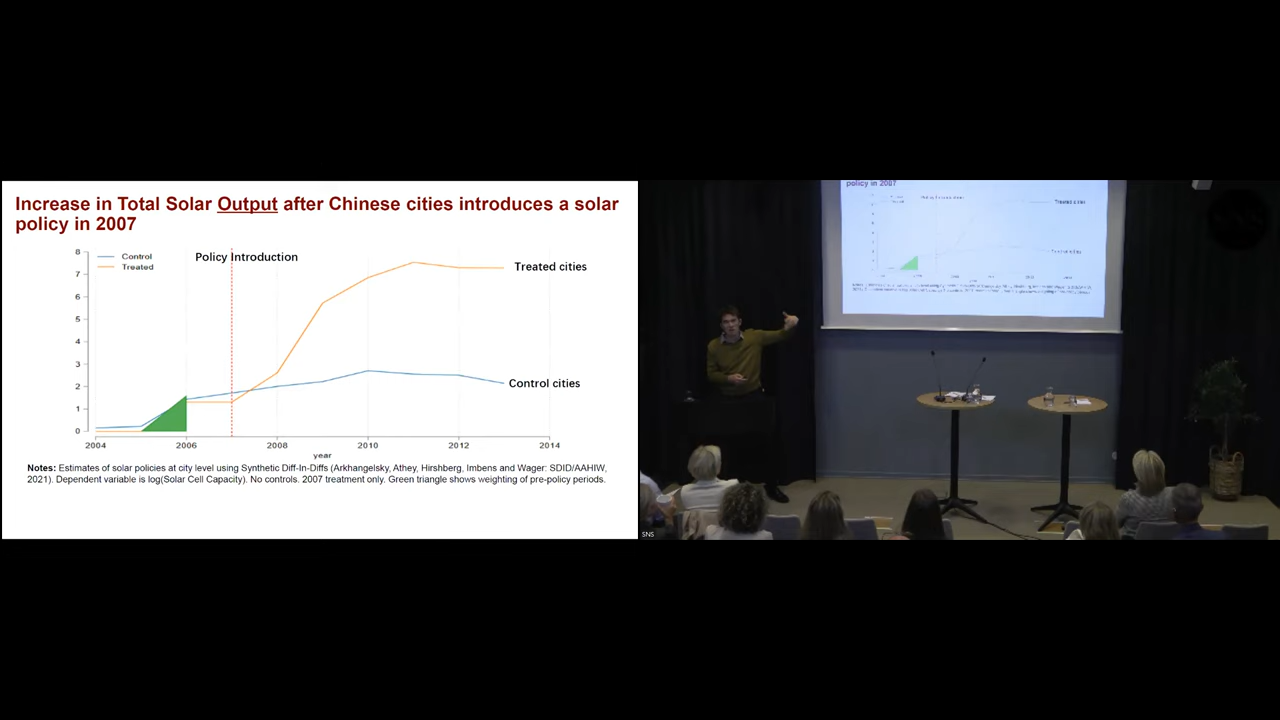 Increase in Total Solar Output after Chinese cities introduces a solar
policy in 2007
8
7
6
5
4
3
2
1
0
Control
Treated
Policy Introduction
Treated cities
Control cities
2004
2006
2008
2010
2012
2014
year
Notes: Estimates of solar policies at city level using Synthetic Diff-In-Diffs (Arkhangelsky, Athey, Hirshberg, Imbens and Wager: SDID/AAHIW,
2021). Dependent variable is log(Solar Cell Capacity). No controls. 2007 treatment only. Green triangle shows weighting of pre-policy periods.
policy in 2007
Treated cities
SNS
SNS